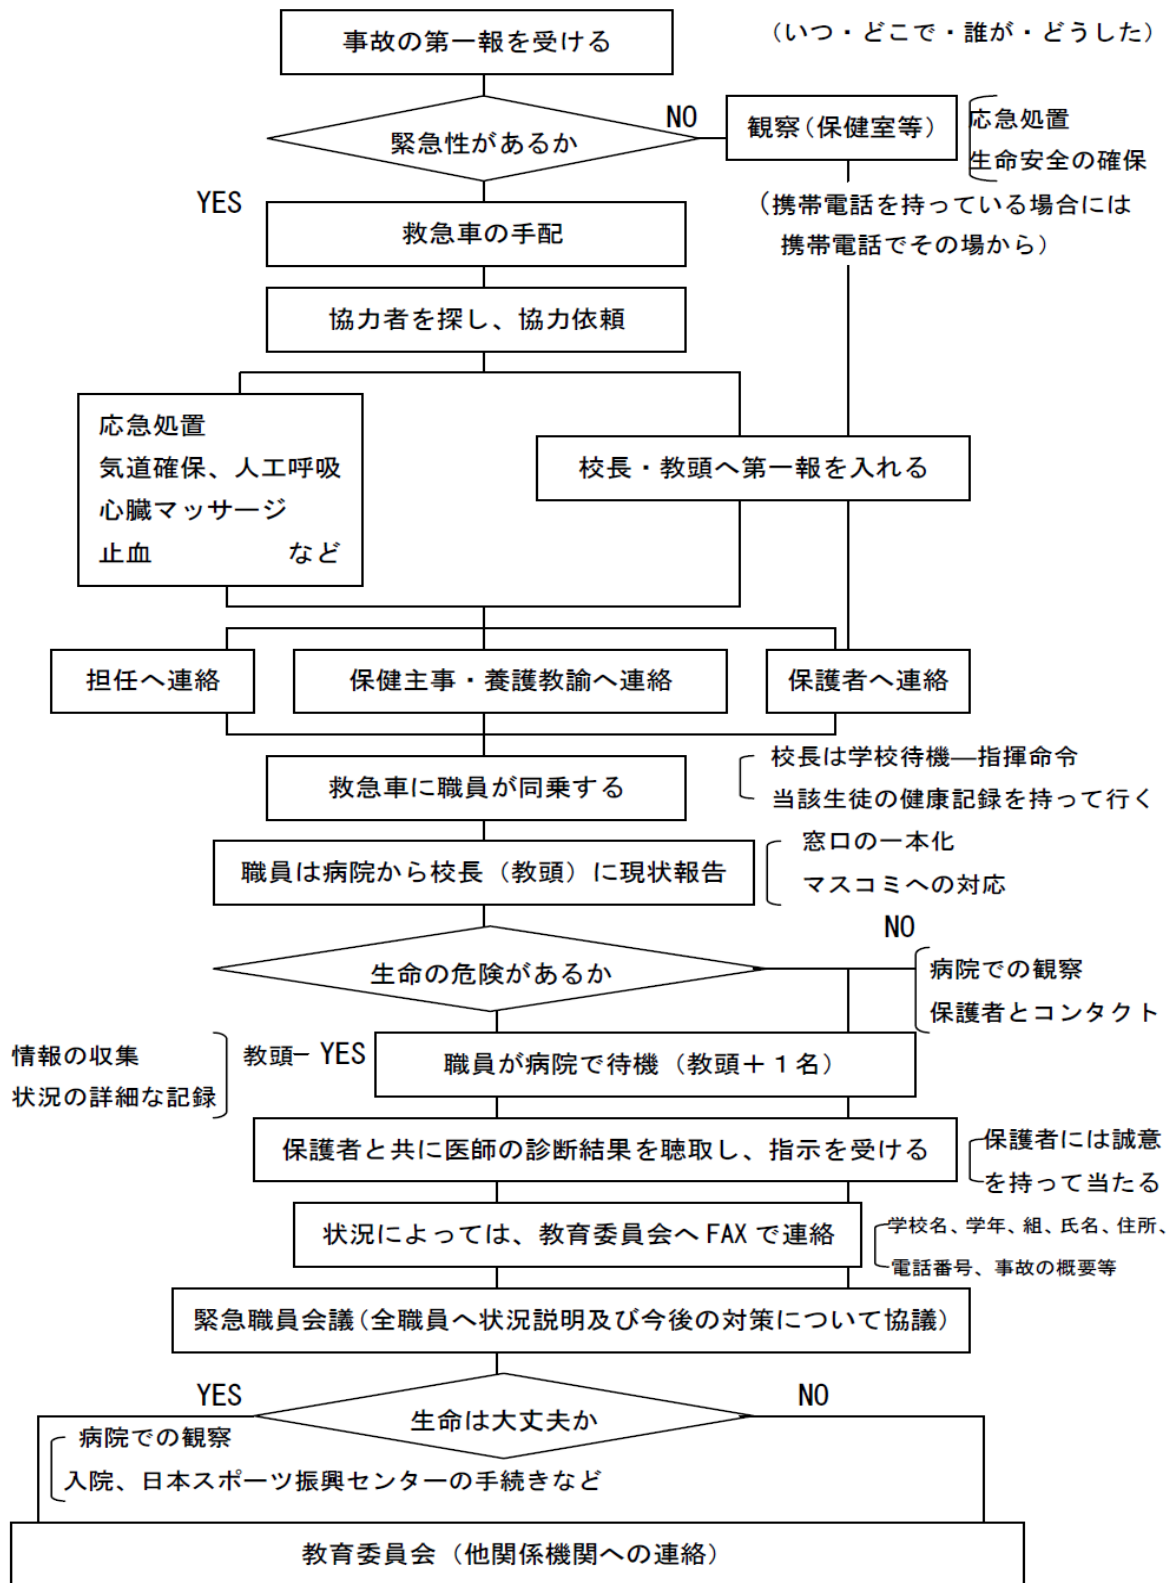 事故の第一報を受ける
(いつ・どこで・誰が・どうした)
緊急性があるか
NO
観察(保健室等)
応急処置
生命安全の確保
YES
救急車の手配
(携帯電話を持っている場合には
携帯電話でその場から)
協力者を探し、協力依頼
応急処置
気道確保、人工呼吸
心臓マッサージ
止血 など
校長・教頭へ第一報を入れる
担任へ連絡
保健主事・養護教諭へ連絡
保護者へ連絡
救急車に職員が同乗する
校長は学校待機―指揮命令
当該生徒の健康記録を持って行く
職員は病院から校長(教頭)に現状報告
窓口の一本化
マスコミへの対応
生命の危険があるか
NO
病院での観察
保護者とコンタクト
情報の収集
状況の詳細な記録
教頭― YES
職員が病院で待機(教頭+1名)
保護者と共に医師の診断結果を聴取し、指示を受ける
保護者には誠意
を持って当たる
状況によっては、教育委員会へ FAX で連絡
学校名、学年、組、氏名、住所、
電話番号、事故の概要等
緊急職員会議(全職員へ状況説明及び今後の対策について協議)
YES
生命は大丈夫か
NO
病院での観察
入院、日本スポーツ振興センターの手続きなど
教育委員会(他関係機関への連絡)